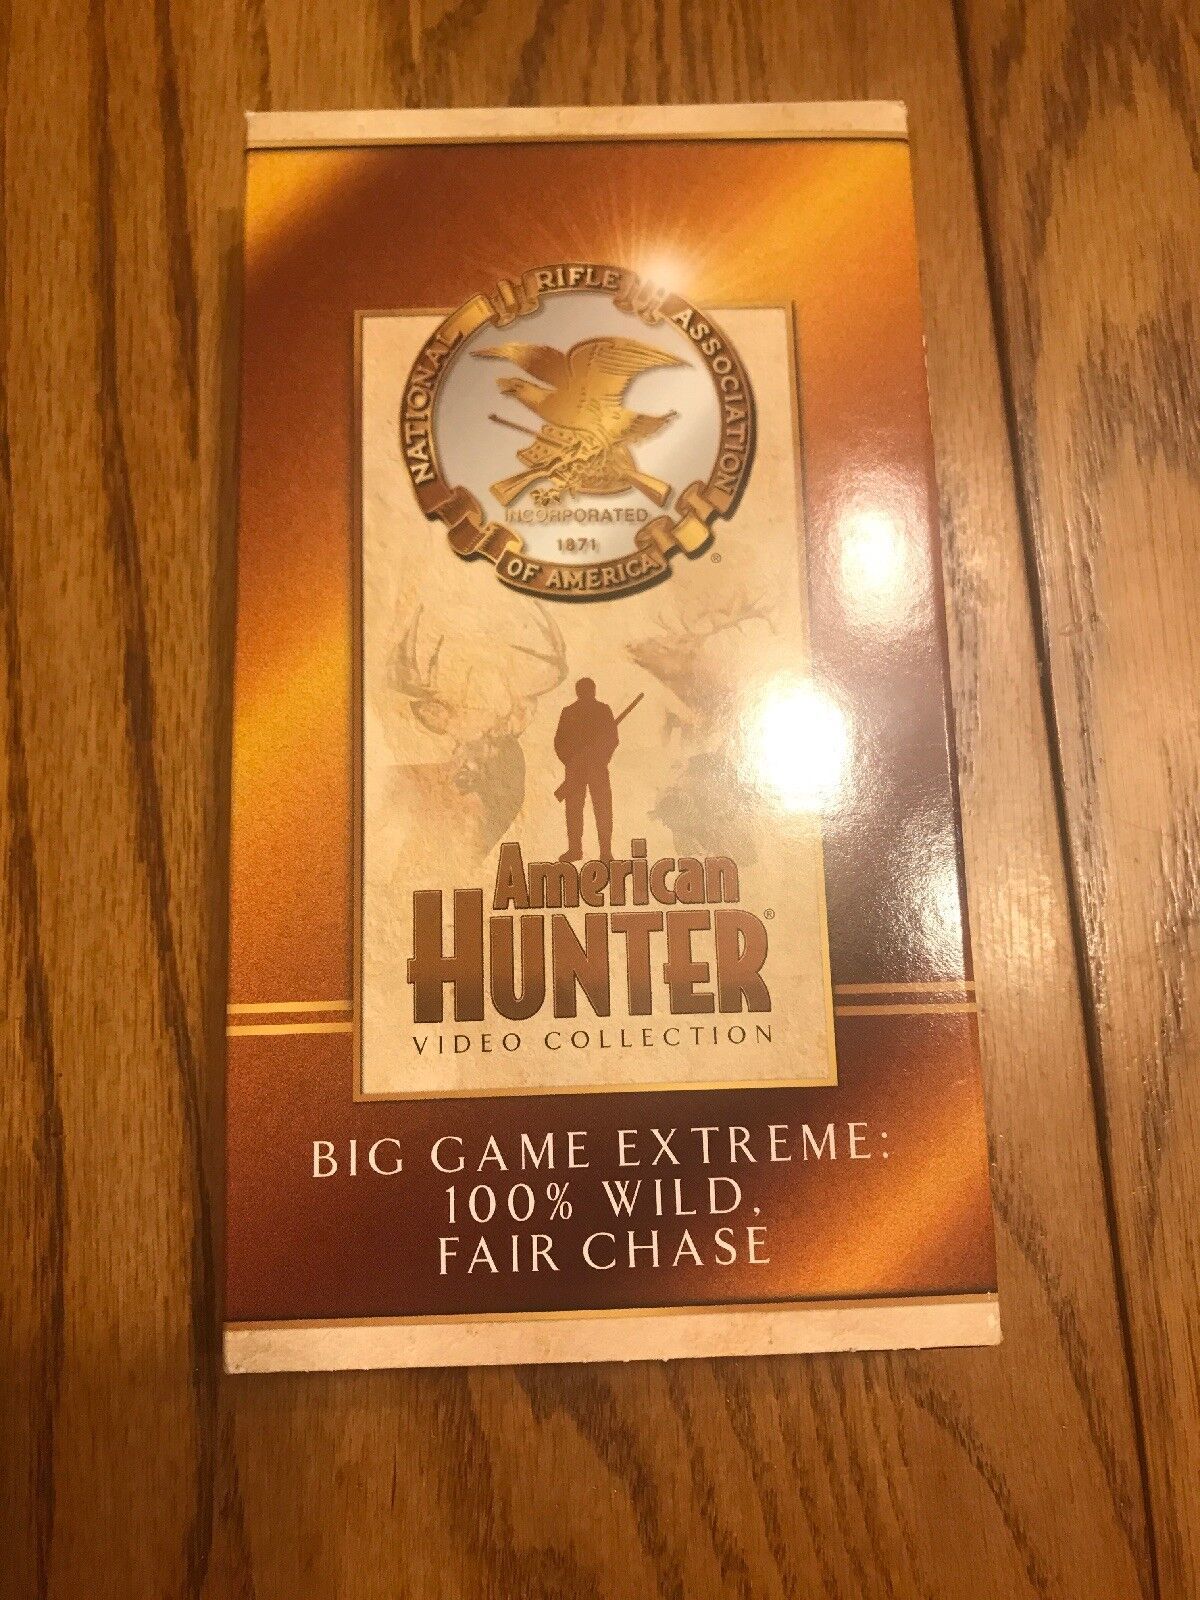 NATIONAL RIFLE ASSOCIATION
INCORPORATED
1871
OF AMERICA
®
American
HUNTER®
VIDEO COLLECTION
BIG GAME EXTREME:
100% WILD,
FAIR CHASE